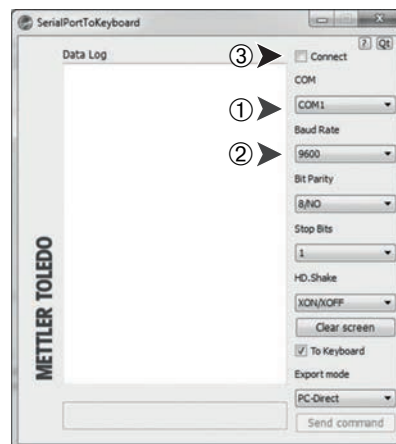 SerialPortToKeyboard
? Qt
Data Log
③ Connect
COM
① COM1
Baud Rate
② 9600
Bit Parity
8/NO
Stop Bits
1
HD.Shake
XON/XOFF
Clear screen
To Keyboard
Export mode
PC-Direct
Send command
METTLER TOLEDO